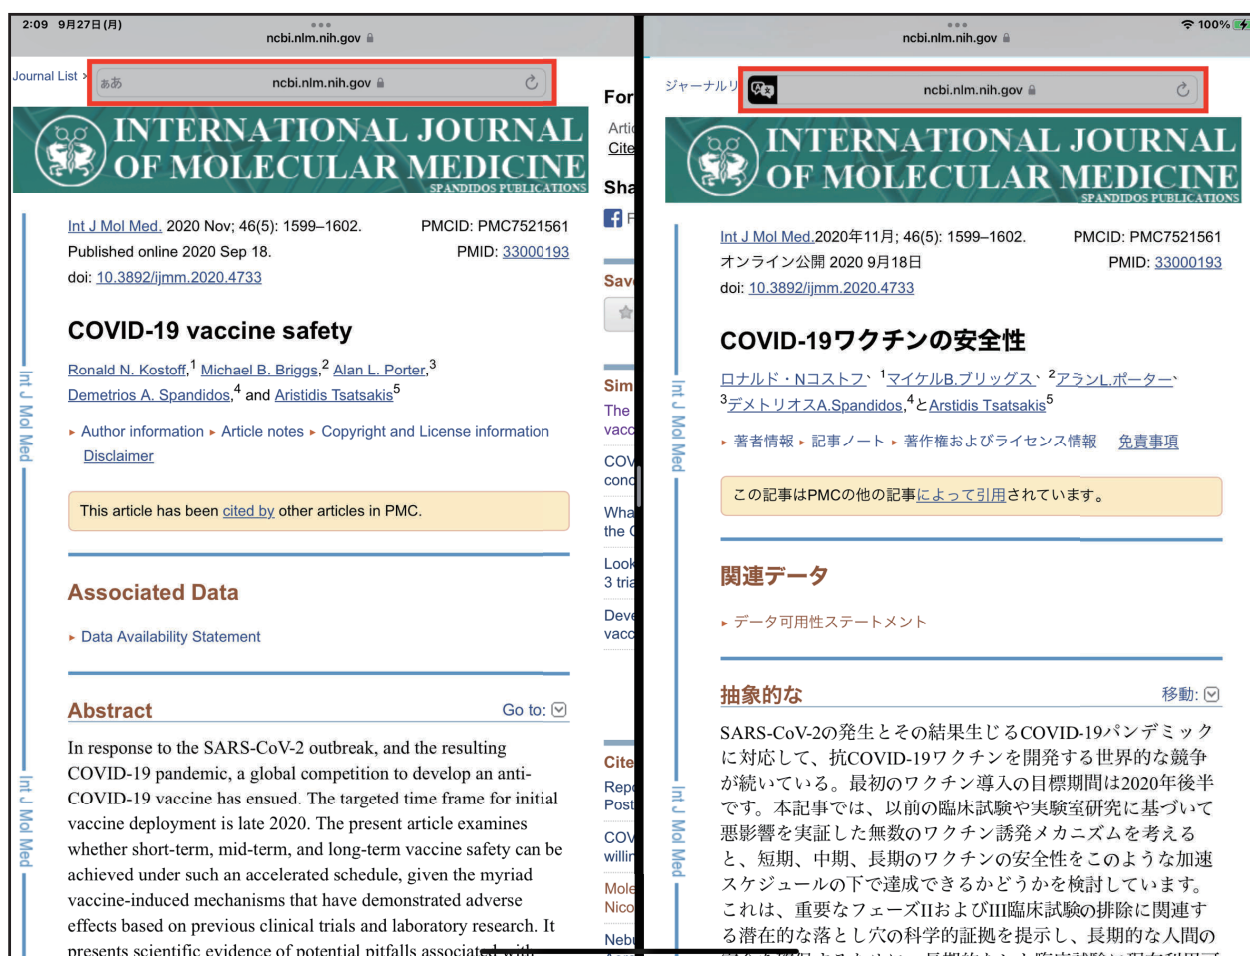 2:09 9月27日(月)
ncbi.nlm.nih.gov
Journal List >
ああ
ncbi.nlm.nih.gov
INTERNATIONAL JOURNAL
OF MOLECULAR MEDICINE
SPANDIDOS PUBLICATIONS
Int J Mol Med. 2020 Nov; 46(5): 1599–1602.
PMCID: PMC7521561
Published online 2020 Sep 18.
PMID: 33000193
doi: 10.3892/ijmm.2020.4733
COVID-19 vaccine safety
Ronald N. Kostoff,1 Michael B. Briggs,2 Alan L. Porter,3
Demetrios A. Spandidos,4 and Aristidis Tsatsakis5
▸ Author information ▸ Article notes ▸ Copyright and License information
Disclaimer
This article has been cited by other articles in PMC.
Associated Data
▸ Data Availability Statement
Abstract
Go to:
In response to the SARS-CoV-2 outbreak, and the resulting
COVID-19 pandemic, a global competition to develop an anti-
COVID-19 vaccine has ensued. The targeted time frame for initial
vaccine deployment is late 2020. The present article examines
whether short-term, mid-term, and long-term vaccine safety can be
achieved under such an accelerated schedule, given the myriad
vaccine-induced mechanisms that have demonstrated adverse
effects based on previous clinical trials and laboratory research. It
presents scientific evidence of potential pitfalls associated with
Int J Mol Med
Int J Mol Med
For
Artic
Cite
Sha
F
Sav
Sim
The
vacc
COV
conc
Wha
the C
Look
3 tria
Deve
vacc
Cite
Repo
Post
COV
willin
Mole
Nico
Nebu
100%
ncbi.nlm.nih.gov
ジャーナルリ
ncbi.nlm.nih.gov
INTERNATIONAL JOURNAL
OF MOLECULAR MEDICINE
SPANDIDOS PUBLICATIONS
Int J Mol Med.2020年11月; 46(5): 1599–1602.
PMCID: PMC7521561
オンライン公開 2020 9月18日
PMID: 33000193
doi: 10.3892/ijmm.2020.4733
COVID-19ワクチンの安全性
ロナルド・Nコストフ、1マイケルB.ブリッグス、2アランL.ポーター、
3デメトリオスA.Spandidos,4とArstidis Tsatsakis5
▸ 著者情報 ▸ 記事ノート ▸ 著作権およびライセンス情報 免責事項
この記事はPMCの他の記事によって引用されています。
関連データ
▸ データ可用性ステートメント
抽象的な
移動:
SARS-CoV-2の発生とその結果生じるCOVID-19パンデミック
に対応して、抗COVID-19ワクチンを開発する世界的な競争
が続いている。最初のワクチン導入の目標期間は2020年後半
です。本記事では、以前の臨床試験や実験室研究に基づいて
悪影響を実証した無数のワクチン誘発メカニズムを考える
と、短期、中期、長期のワクチンの安全性をこのような加速
スケジュールの下で達成できるかどうかを検討しています。
これは、重要なフェーズIIおよびIII臨床試験の排除に関連す
る潜在的な落とし穴の科学的証拠を提示し、長期的な人間の
Int J Mol Med
Int J Mol Med